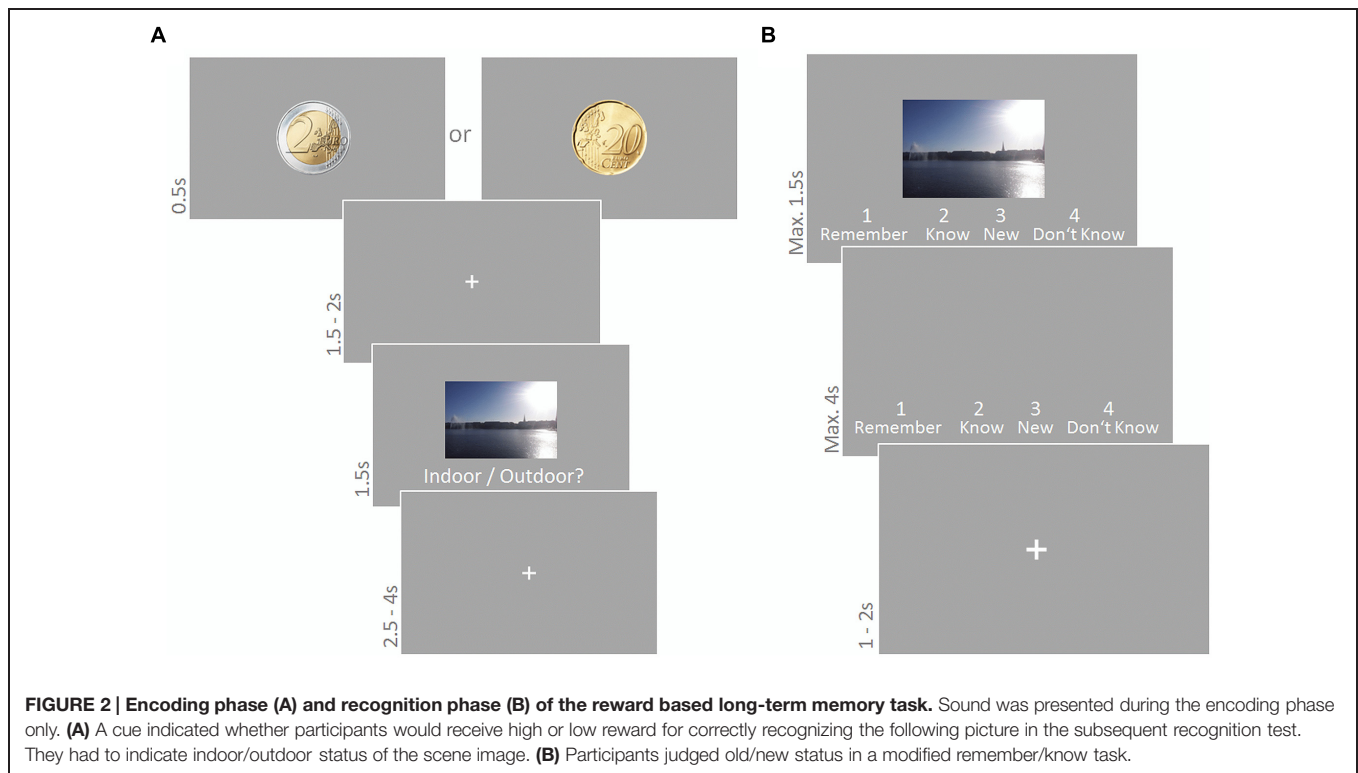 A
2 EURO
or
20
EURO
CENT
0.5s
1.5 - 2s
1.5s
Indoor / Outdoor?
2.5 - 4s
B
Max. 1.5s
1 2 3 4
Remember Know New Don't Know
Max. 4s
1 2 3 4
Remember Know New Don't Know
1 - 2s
FIGURE 2 | Encoding phase (A) and recognition phase (B) of the reward based long-term memory task. Sound was presented during the encoding phase
only. (A) A cue indicated whether participants would receive high or low reward for correctly recognizing the following picture in the subsequent recognition test.
They had to indicate indoor/outdoor status of the scene image. (B) Participants judged old/new status in a modified remember/know task.